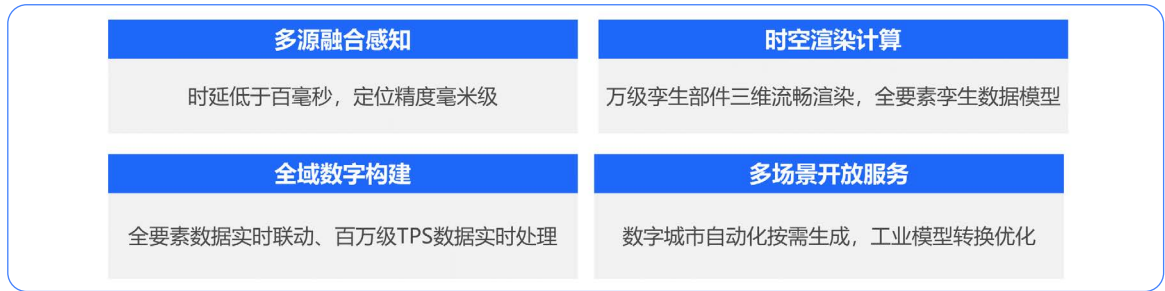 多源融合感知
时延低于百毫秒，定位精度毫米级
时空渲染计算
万级孪生部件三维流畅渲染，全要素孪生数据模型
全域数字构建
全要素数据实时联动、百万级TPS数据实时处理
多场景开放服务
数字城市自动化按需生成，工业模型转换优化